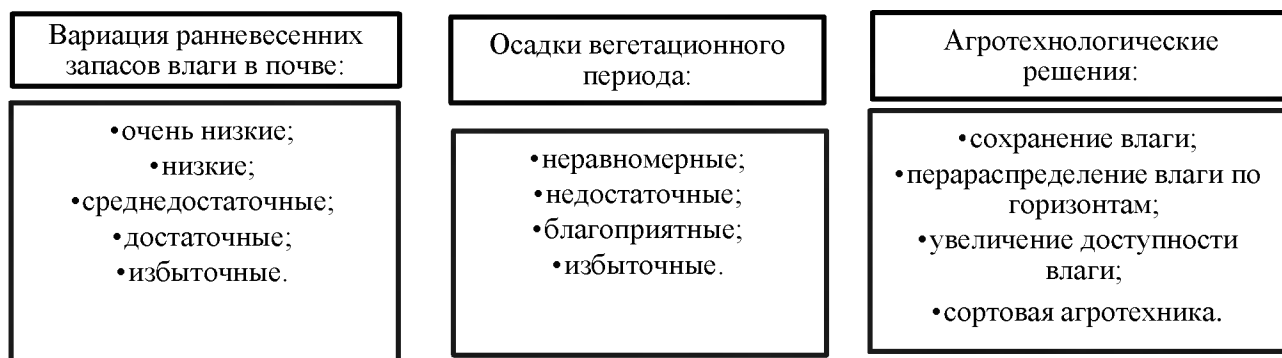 Вариация ранневесенних
запасов влаги в почве:
•очень низкие;
•низкие;
•среднедостаточные;
•достаточные;
•избыточные.
Осадки вегетационного
периода:
•неравномерные;
•недостаточные;
•благоприятные;
•избыточные.
Агротехнологические
решения:
•сохранение влаги;
•перараспределение влаги по
горизонтам;
•увеличение доступности
влаги;
•сортовая агротехника.